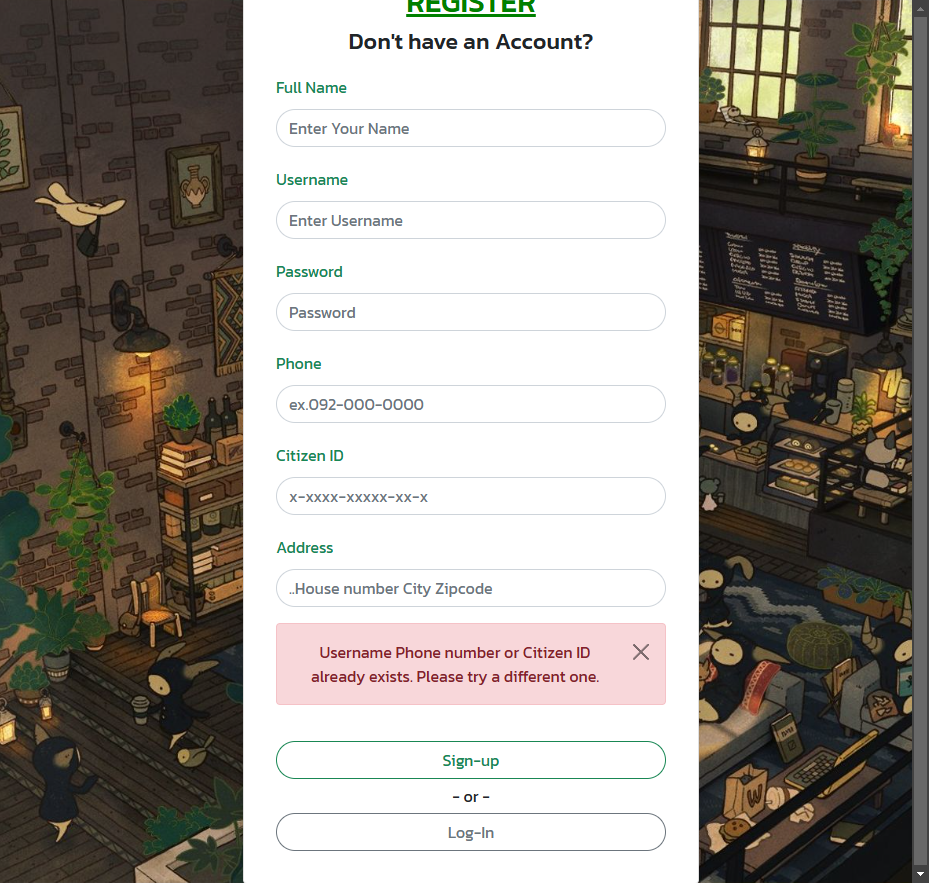 REGISTER
Don't have an Account?
Full Name
Enter Your Name
Username
Enter Username
Password
Password
Phone
ex.092-000-0000
Citizen ID
x-xxxx-xxxxx-xx-x
Address
..House number City Zipcode
Username Phone number or Citizen ID
already exists. Please try a different one.
Sign-up
- or -
Log-In